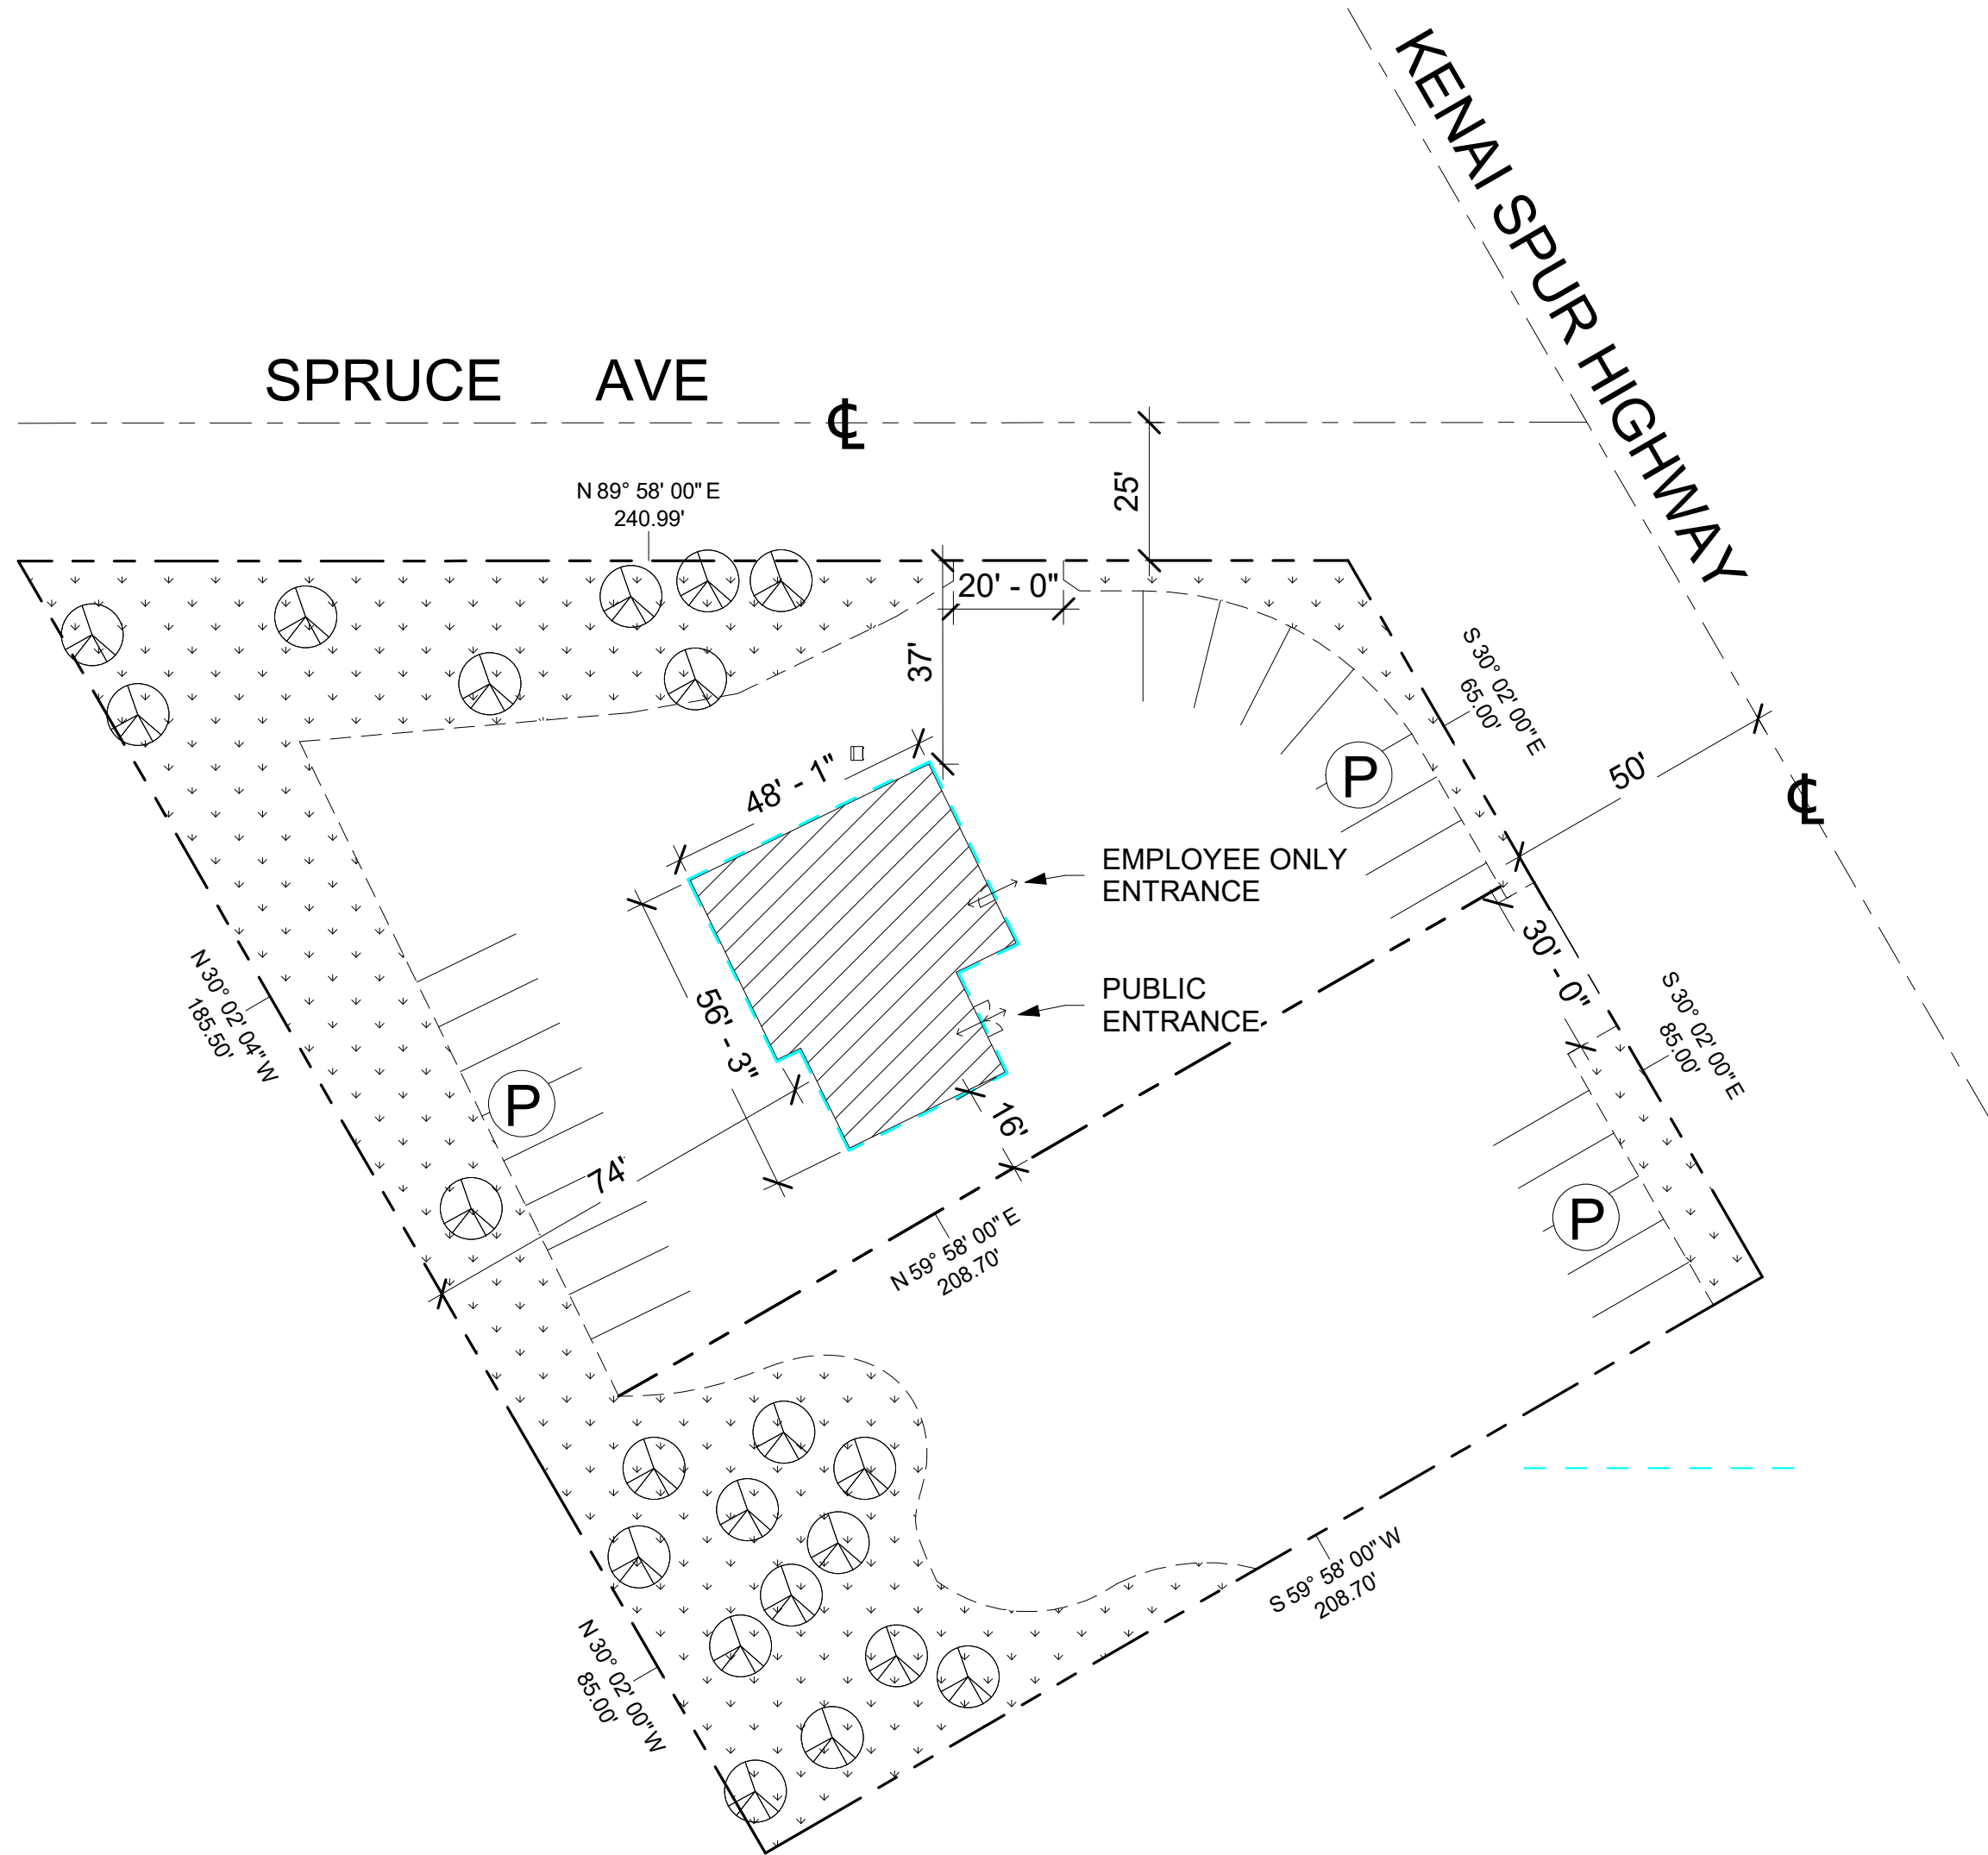 KENAI SPUR HIGHWAY
SPRUCE AVE
℄
N 89° 58' 00" E
240.99'
25'
20' - 0"
37'
S 30° 02' 00" E
65.00'
50'
℄
48' - 1"
P
EMPLOYEE ONLY
ENTRANCE
30' - 0"
N 30° 02' 04" W
185.50'
56' - 3"
PUBLIC
ENTRANCE
S 30° 02' 00" E
85.00'
P
16'
74'
P
N 59° 58' 00" E
208.70'
S 59° 58' 00" W
208.70'
N 30° 02' 00" W
85.00'